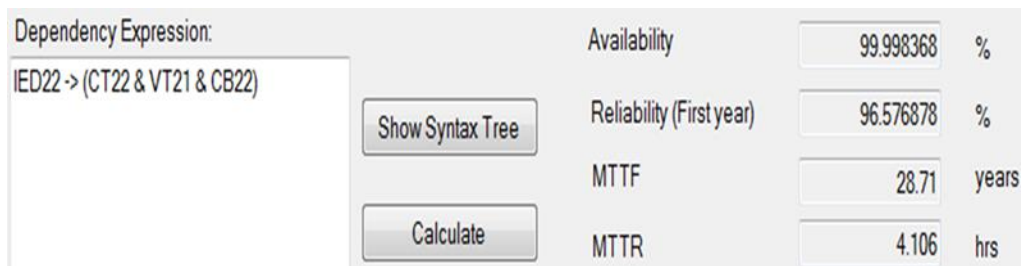 Dependency Expression:
IED22 -> (CT22 & VT21 & CB22)
Show Syntax Tree
Calculate
Availability 99.998368 %
Reliability (First year) 96.576878 %
MTTF 28.71 years
MTTR 4.106 hrs